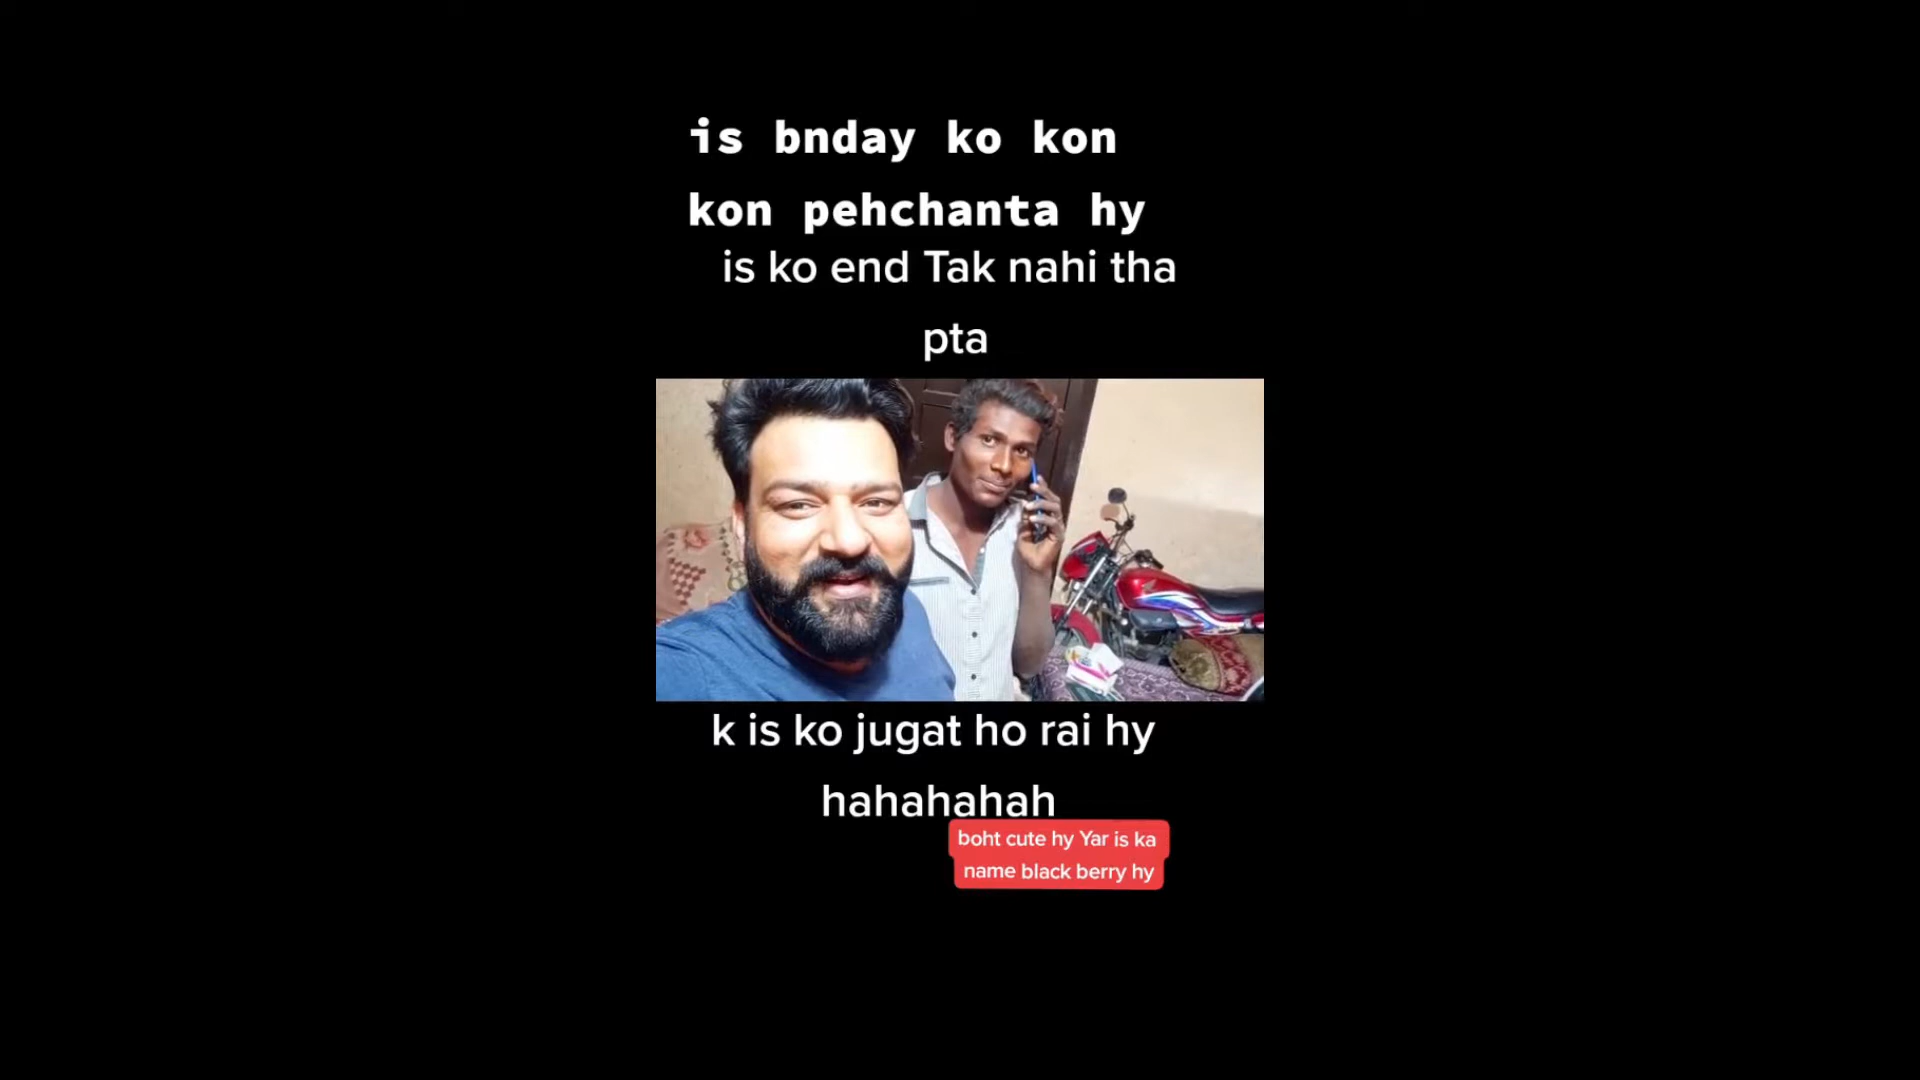 is bnday ko kon
kon pehchanta hy
is ko end Tak nahi tha
pta
k is ko jugat ho rai hy
hahahahah
boht cute hy Yar is ka
name black berry hy